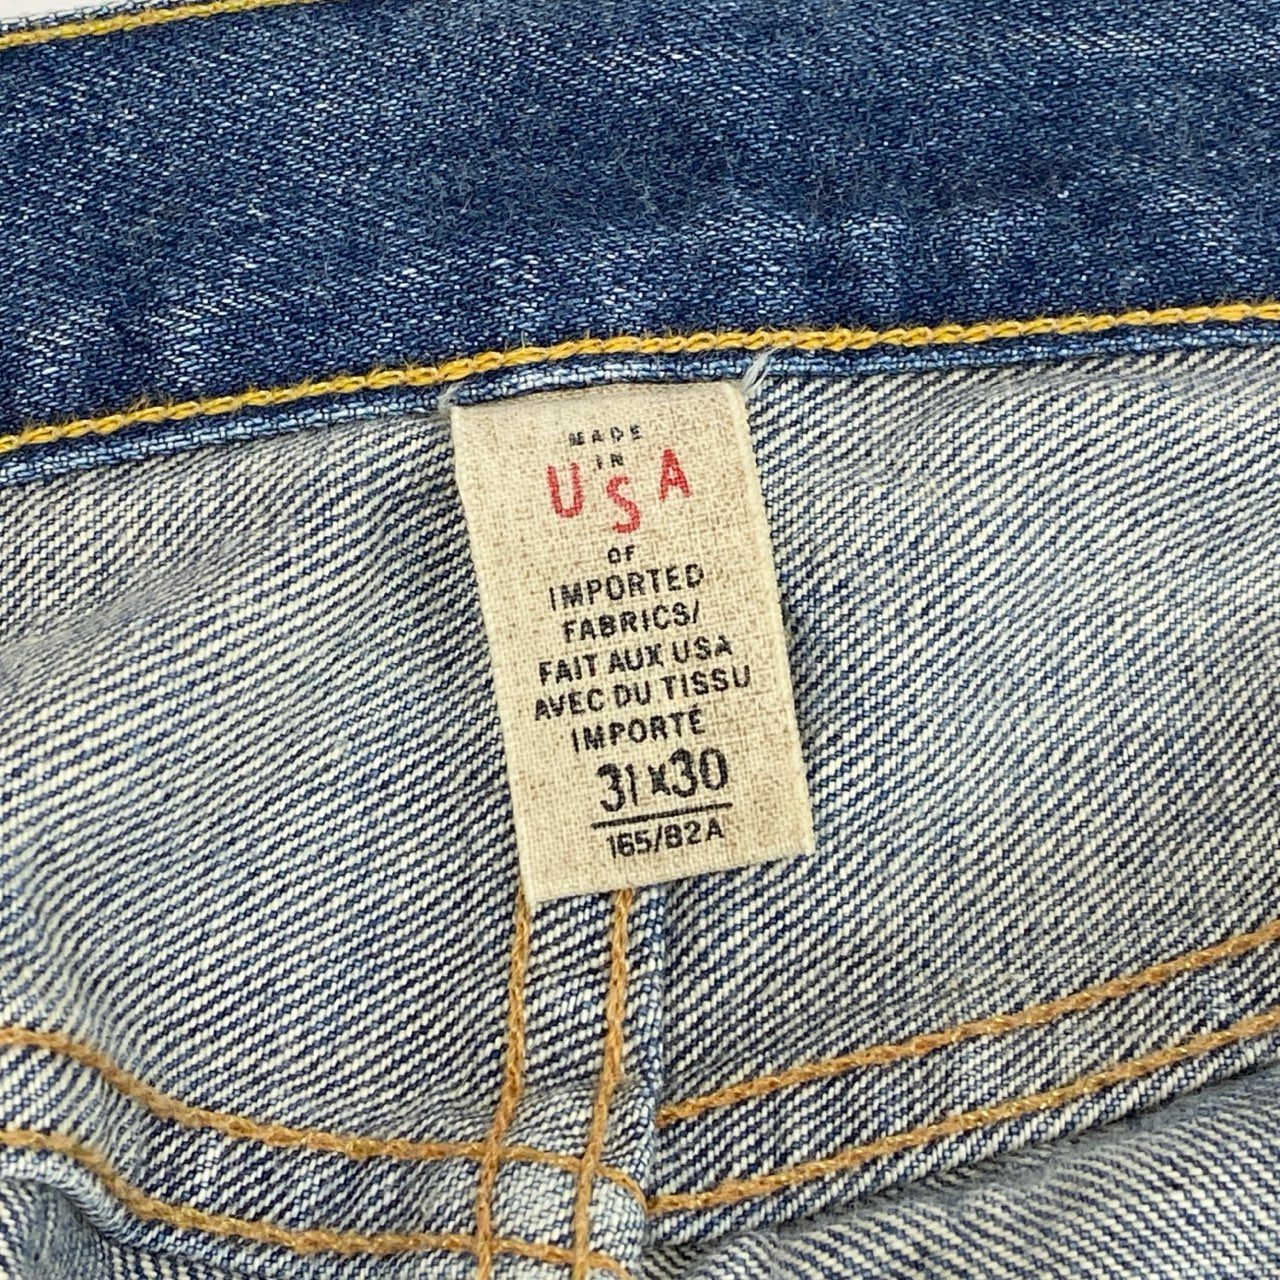 MADE
IN
USA
OF
IMPORTED
FABRICS/
FAIT AUX USA
AVEC DU TISSU
IMPORTÉ
31x30
165/82A